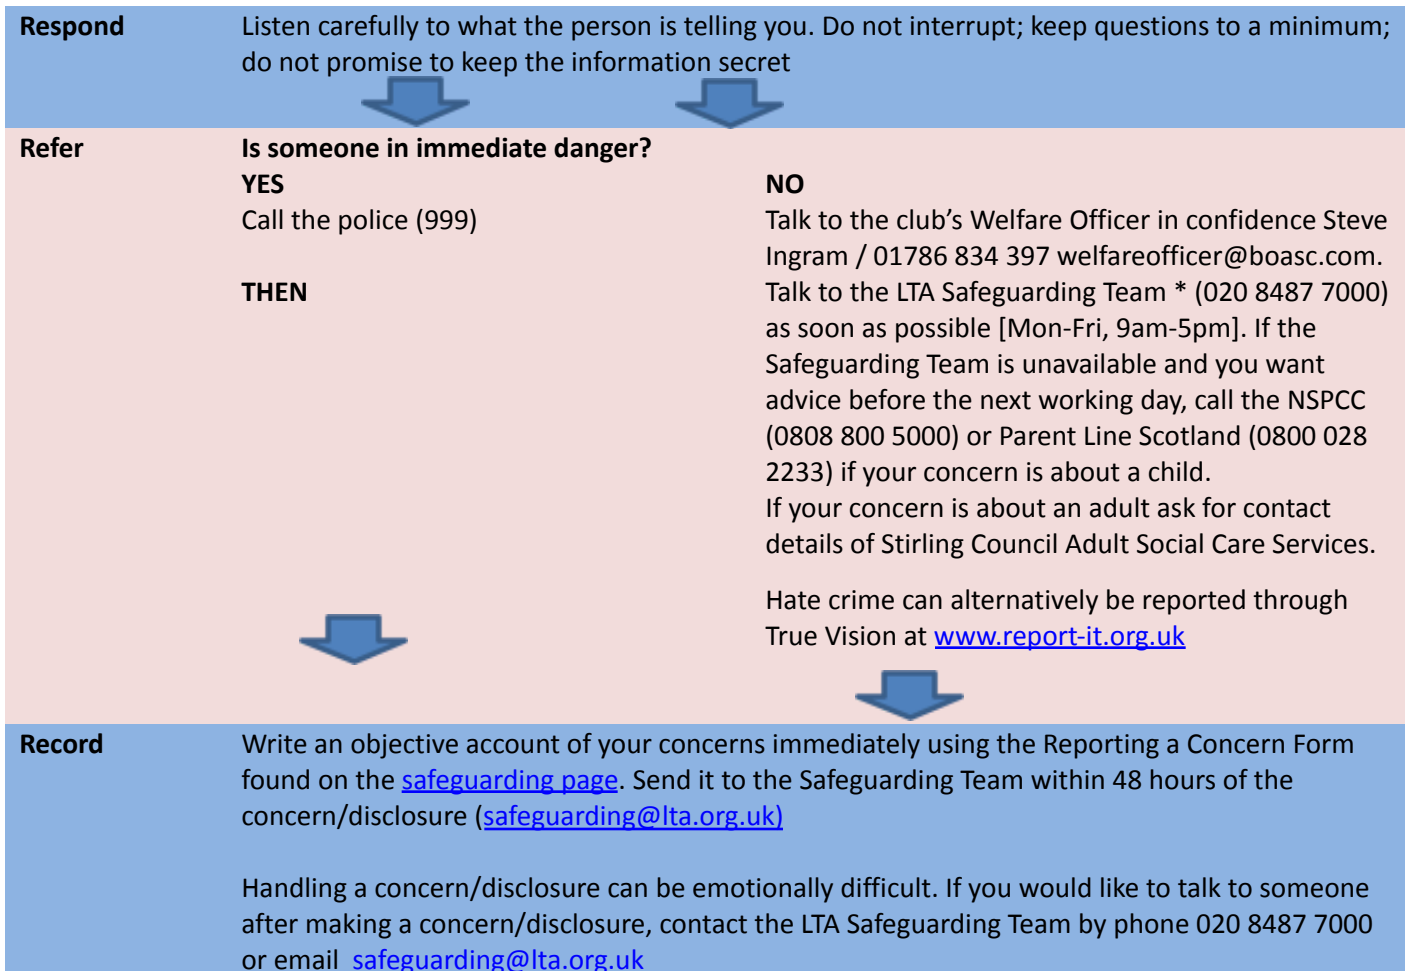 Respond
Listen carefully to what the person is telling you. Do not interrupt; keep questions to a minimum;
do not promise to keep the information secret
Refer
Is someone in immediate danger?
YES
Call the police (999)
THEN
NO
Talk to the club's Welfare Officer in confidence Steve
Ingram / 01786 834 397 welfareofficer@boasc.com.
Talk to the LTA Safeguarding Team * (020 8487 7000)
as soon as possible [Mon-Fri, 9am-5pm]. If the
Safeguarding Team is unavailable and you want
advice before the next working day, call the NSPCC
(0808 800 5000) or Parent Line Scotland (0800 028
2233) if your concern is about a child.
If your concern is about an adult ask for contact
details of Stirling Council Adult Social Care Services.
Hate crime can alternatively be reported through
True Vision at www.report-it.org.uk
Record
Write an objective account of your concerns immediately using the Reporting a Concern Form
found on the safeguarding page. Send it to the Safeguarding Team within 48 hours of the
concern/disclosure (safeguarding@lta.org.uk)
Handling a concern/disclosure can be emotionally difficult. If you would like to talk to someone
after making a concern/disclosure, contact the LTA Safeguarding Team by phone 020 8487 7000
or email safeguarding@lta.org.uk